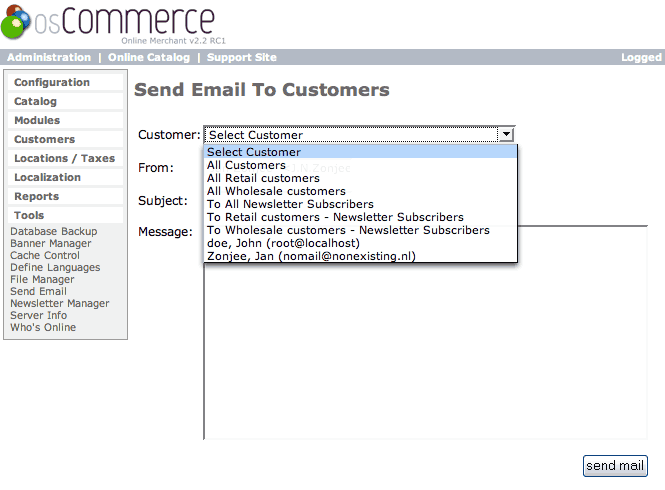 osCommerce
Online Merchant v2.2 RC1
Administration | Online Catalog | Support Site
Logged
Configuration
Catalog
Modules
Customers
Locations / Taxes
Localization
Reports
Tools
Database Backup
Banner Manager
Cache Control
Define Languages
File Manager
Send Email
Newsletter Manager
Server Info
Who's Online
Send Email To Customers
Customer: Select Customer
Select Customer
All Customers
All Retail customers
All Wholesale customers
To All Newsletter Subscribers
To Retail customers - Newsletter Subscribers
To Wholesale customers - Newsletter Subscribers
doe, John (root@localhost)
Zonjee, Jan (nomail@nonexisting.nl)
From:
Subject:
Message:
send mail